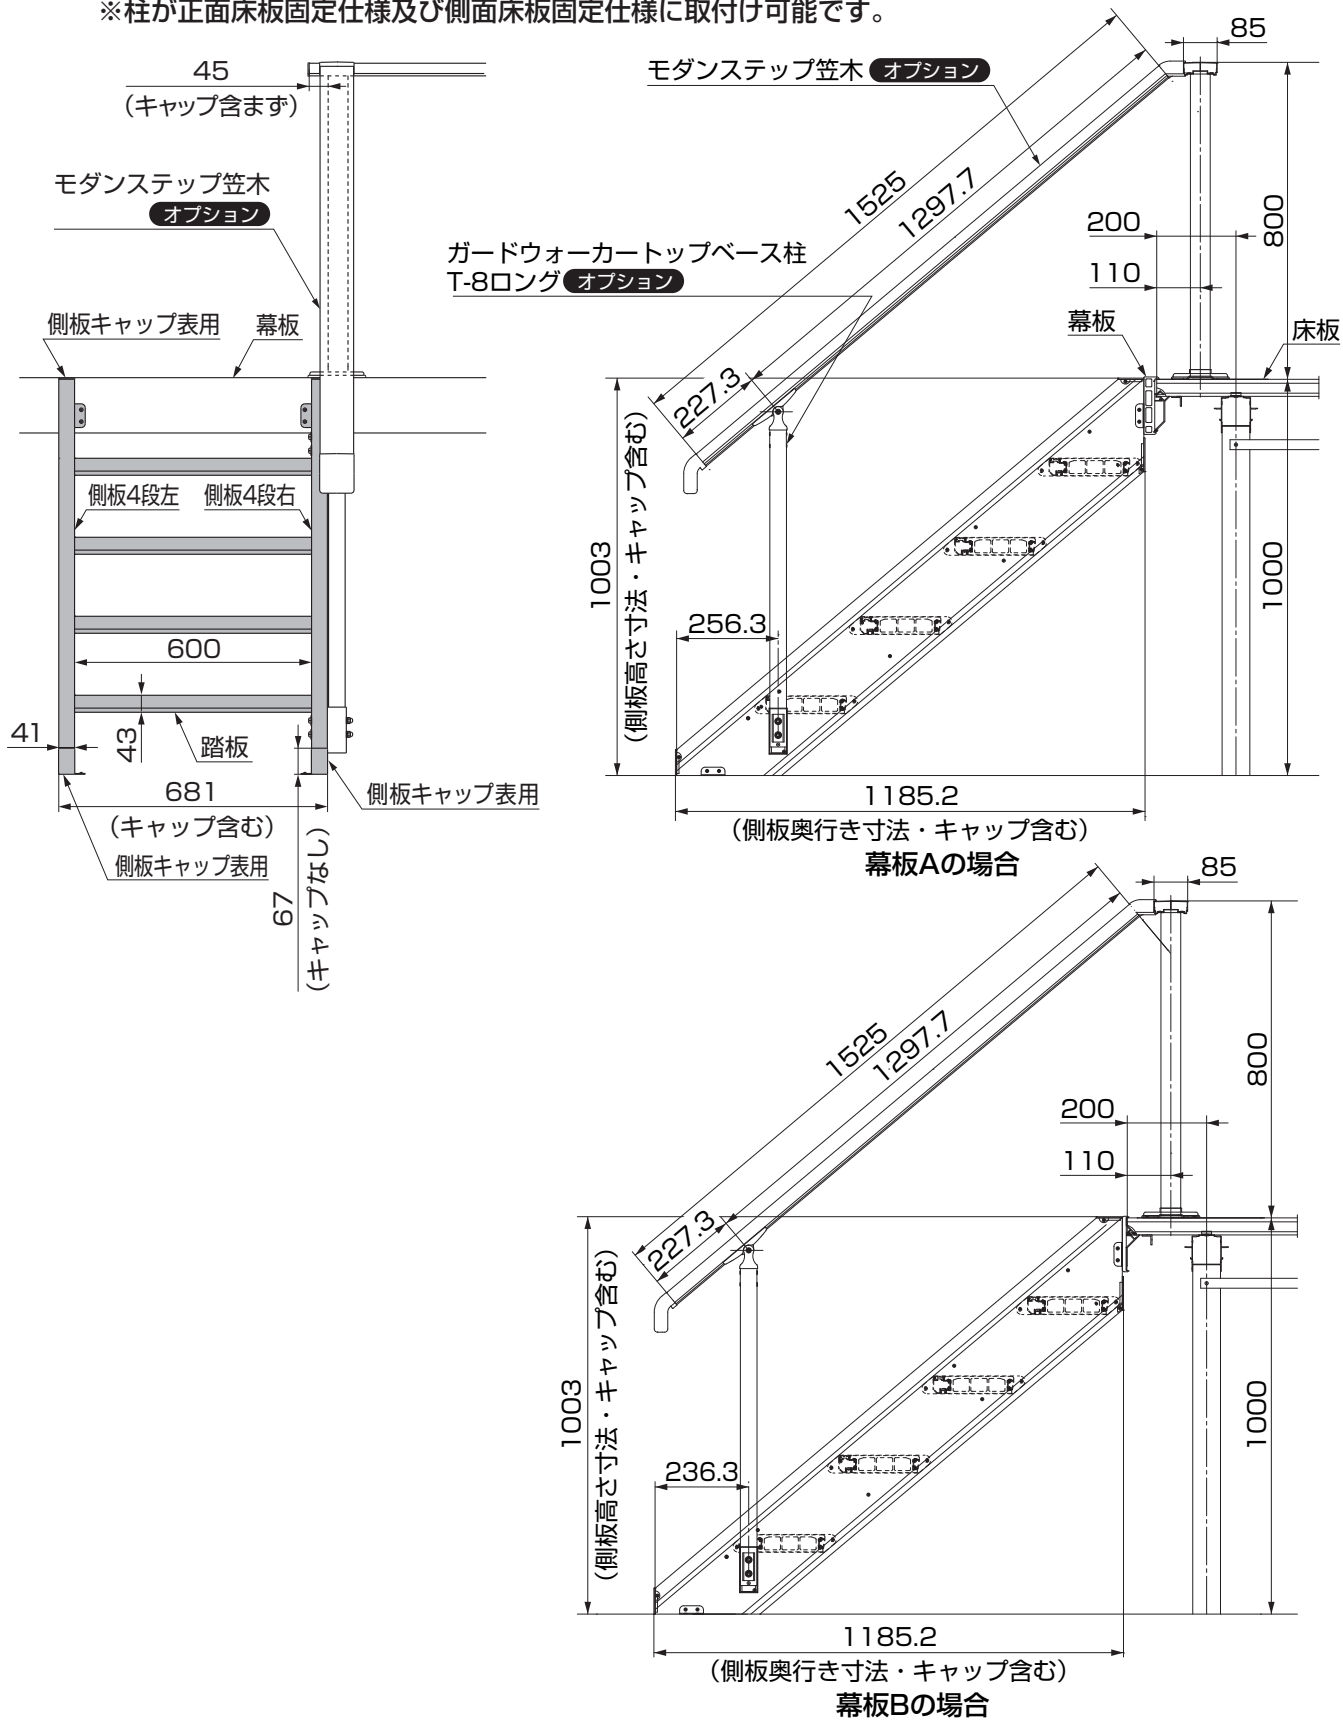 ※柱が正面床板固定仕様及び側面床板固定仕様に取付け可能です。
45
(キャップ含まず)
モダンステップ笠木
オプション
側板キャップ表用
幕板
側板4段左
側板4段右
600
41
43
踏板
681
(キャップ含む)
側板キャップ表用
側板キャップ表用
67
(キャップなし)
モダンステップ笠木 オプション
85
1525
1297.7
800
200
110
ガードウォーカートップベース柱
T-8ロング オプション
幕板
床板
227.3
1003
(側板高さ寸法・キャップ含む)
256.3
1000
1185.2
(側板奥行き寸法・キャップ含む)
幕板Aの場合
85
1525
1297.7
800
200
110
227.3
1003
(側板高さ寸法・キャップ含む)
236.3
1000
1185.2
(側板奥行き寸法・キャップ含む)
幕板Bの場合